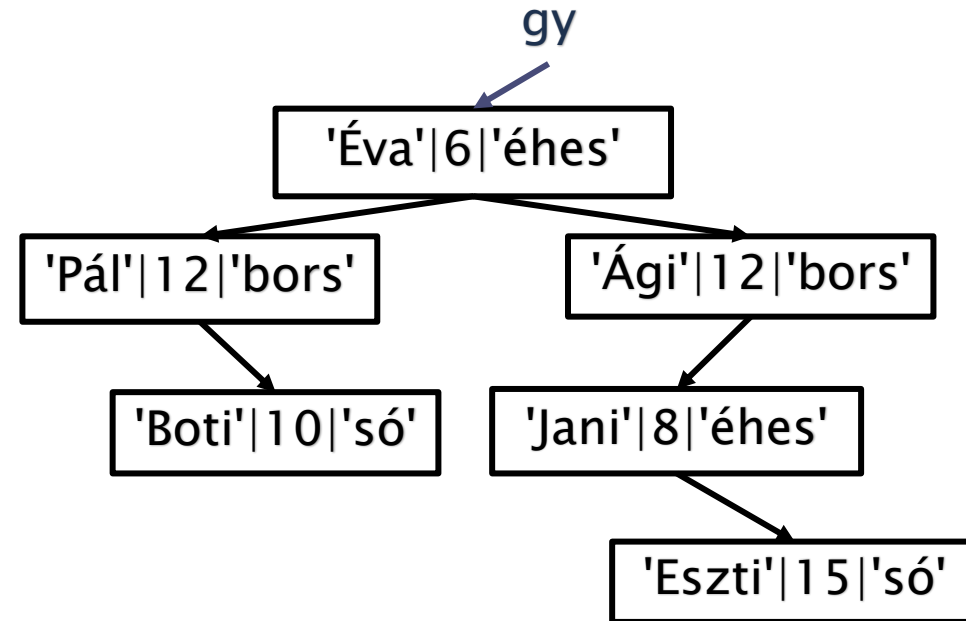 gy
'Éva'|6|'éhes'
'Pál'|12|'bors'
'Ági'|12|'bors'
'Boti'|10|'só'
'Jani'|8|'éhes'
'Eszti'|15|'só'